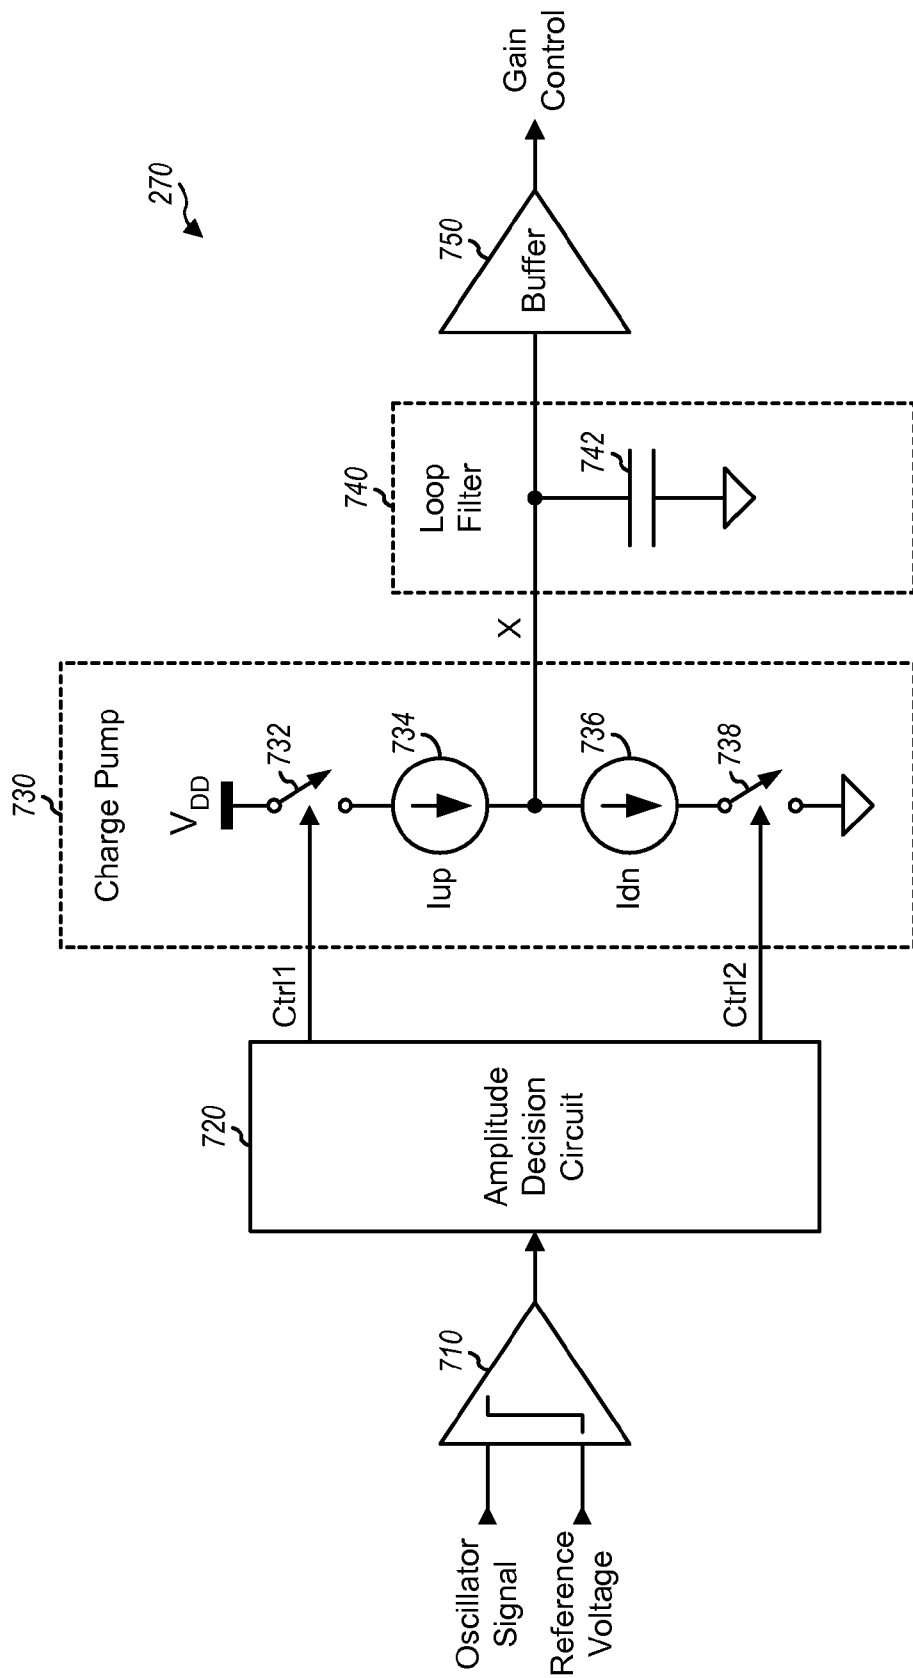 270
730
Charge Pump
V DD
732
734
Iup
736
Idn
738
740
Loop
Filter
742
X
750
Buffer
Gain
Control
720
Ctrl1
Amplitude
Decision
Circuit
Ctrl2
710
Oscillator
Signal
Reference
Voltage